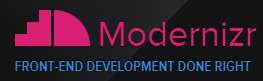 Modernizr
FRONT-END DEVELOPMENT DONE RIGHT